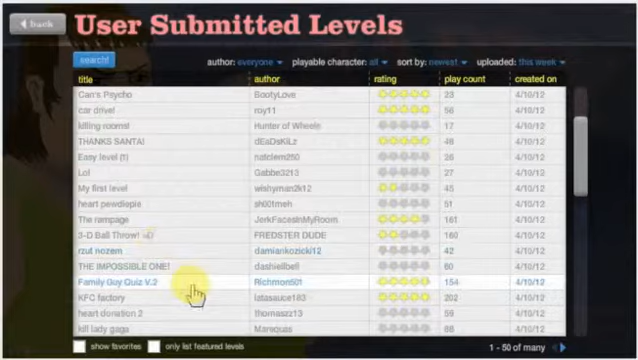 back
User Submitted Levels
search!
author: everyone playable character: all sort by: newest uploaded: this week
title author rating play count created on
Can's Psycho BootyLove 23 4/10/12
car drive! roy11 56 4/10/12
killing rooms! Hunter of Wheels 17 4/10/12
THANKS SANTA! dEaDsKiLz 46 4/10/12
Easy level (1) natclem250 26 4/10/12
Lol Gabbe3213 27 4/10/12
My first level wishyman2k12 45 4/10/12
heart pewdiepie sh001meh 51 4/10/12
The rampage JerkFacesInMyRoom 161 4/10/12
3-D Ball Throw! =D FREDSTER DUDE 160 4/10/12
rzut nozem damiankozicki12 42 4/10/12
THE IMPOSSIBLE ONE! dashiellbell 60 4/10/12
Family Guy Quiz V.2 Richmon501 154 4/10/12
KFC factory latasauce183 202 4/10/12
heart donation 2 thomaszz13 59 4/10/12
kill lady gaga Marxquas 88 4/10/12
show favorites only list featured levels 1 - 50 of many